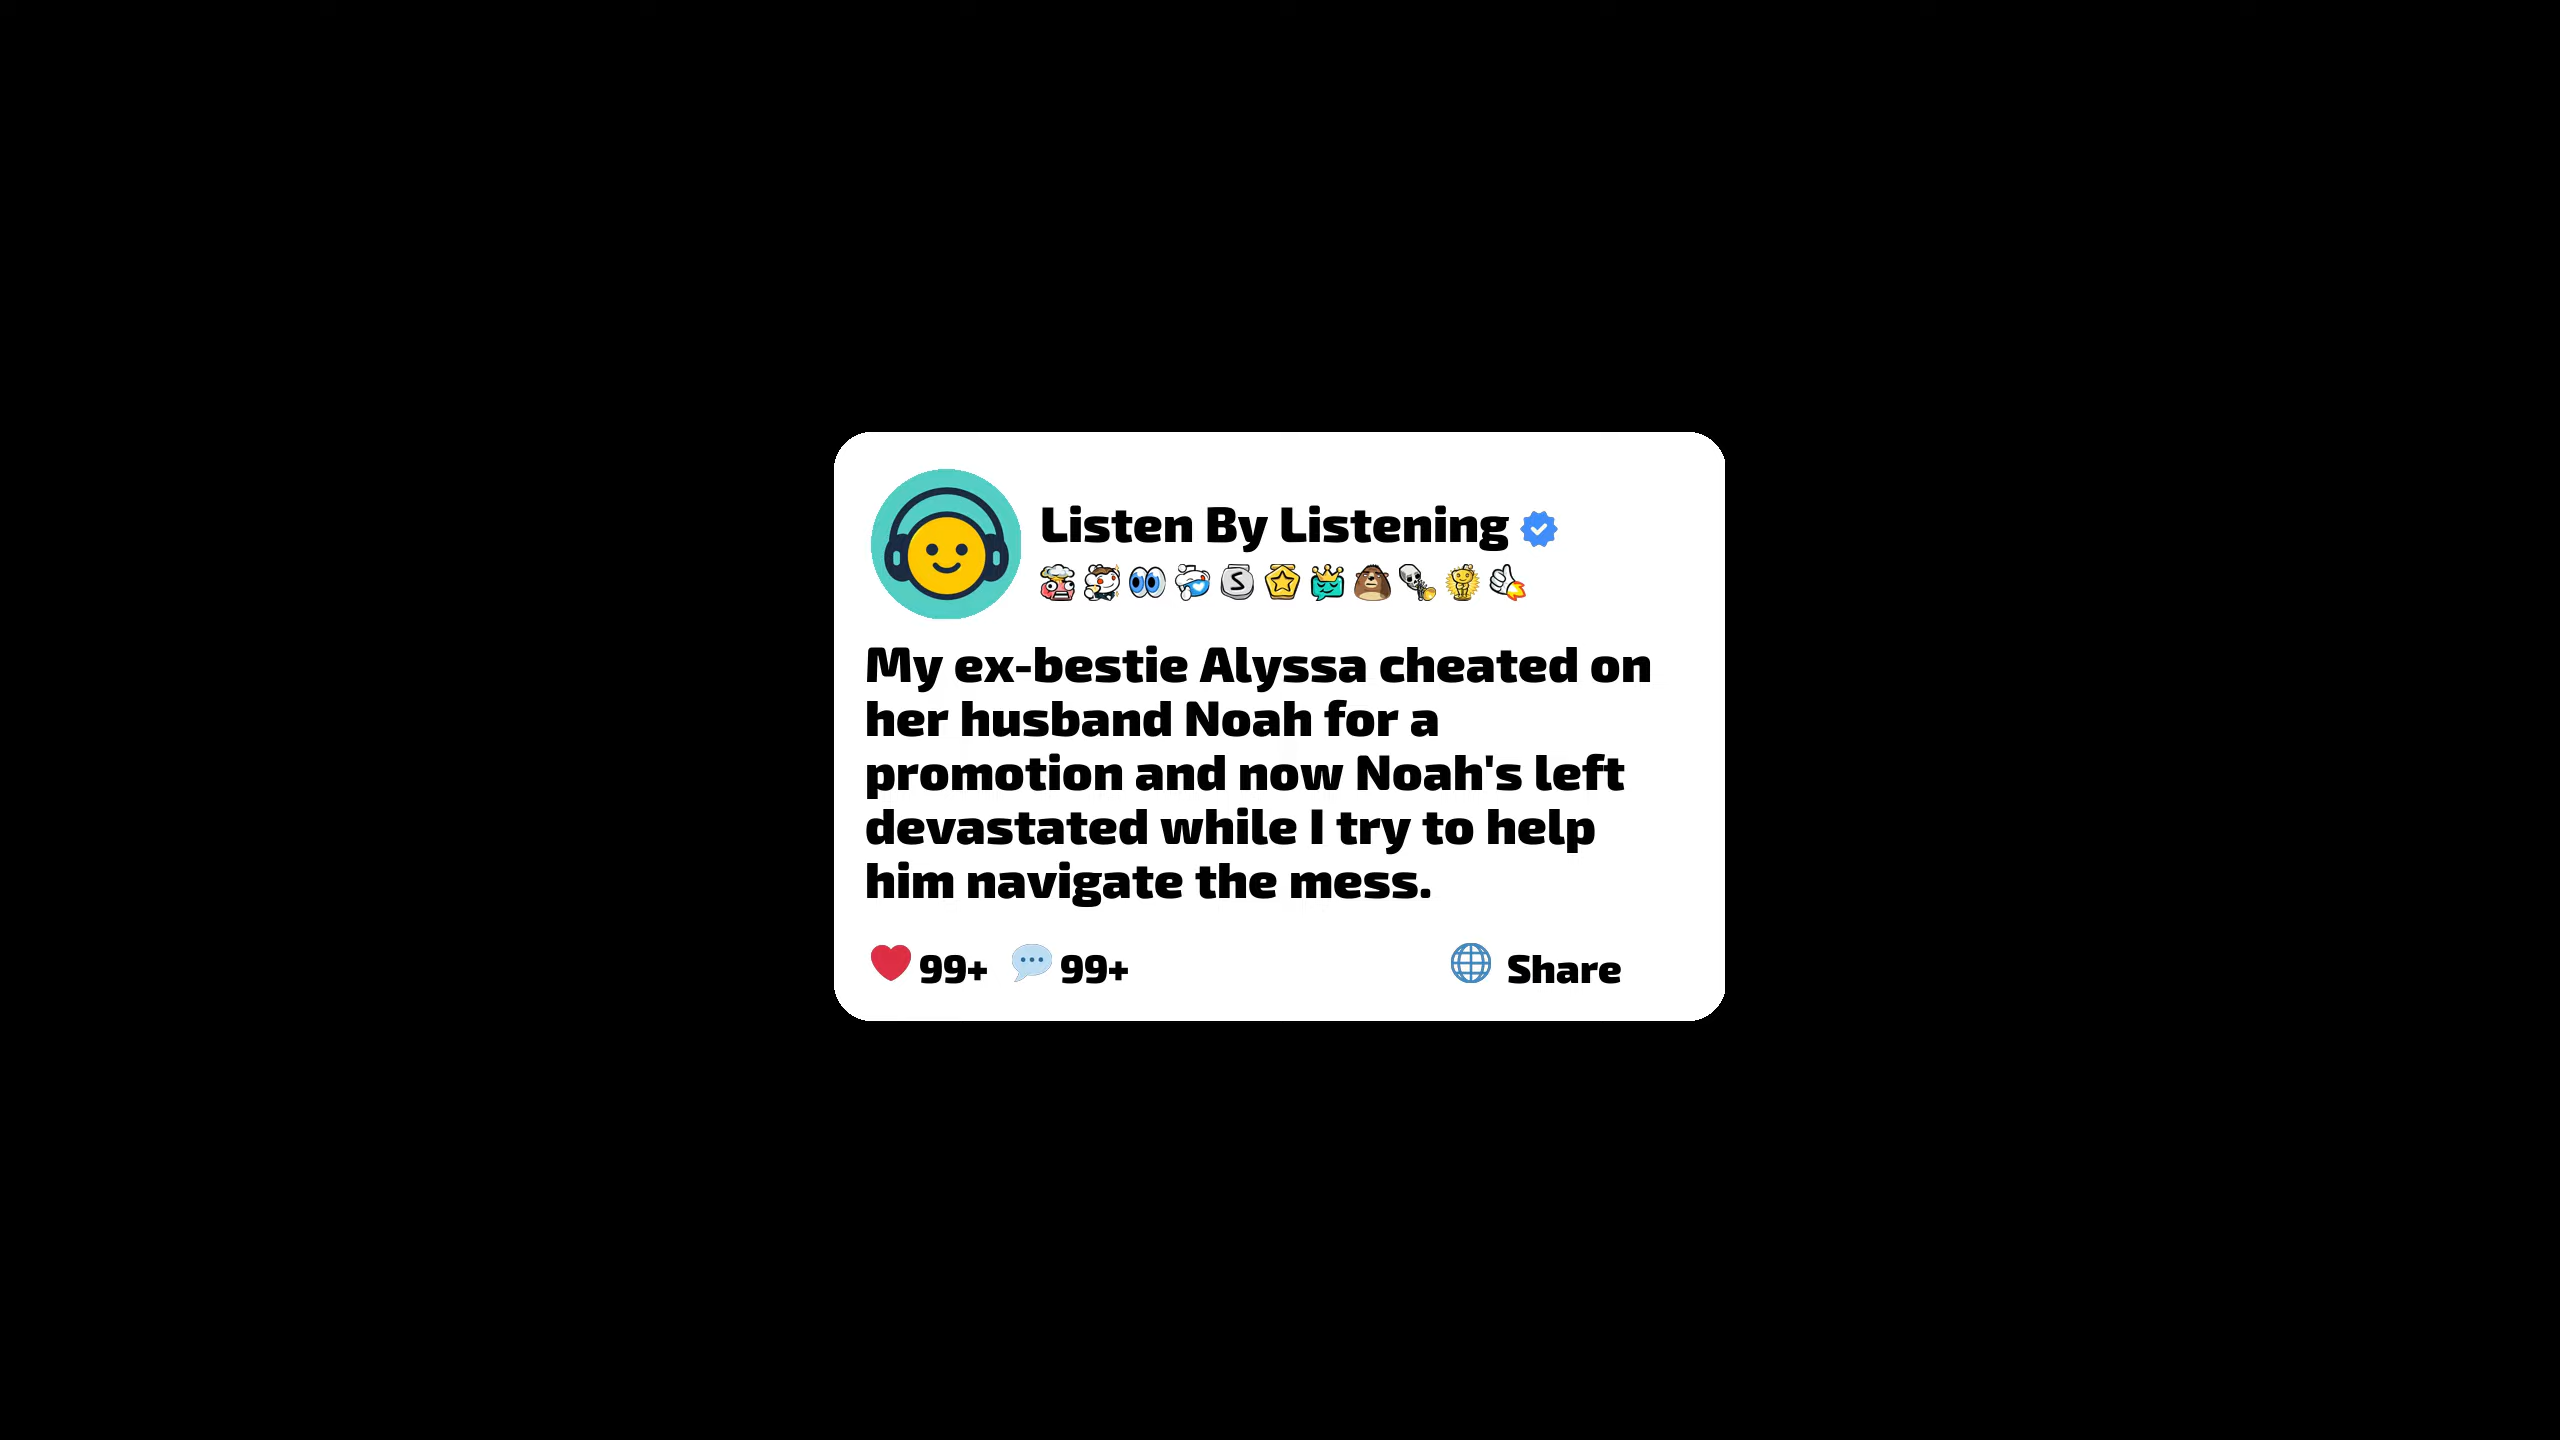 Listen By Listening
My ex-bestie Alyssa cheated on
her husband Noah for a
promotion and now Noah's left
devastated while I try to help
him navigate the mess.
99+ 99+ Share